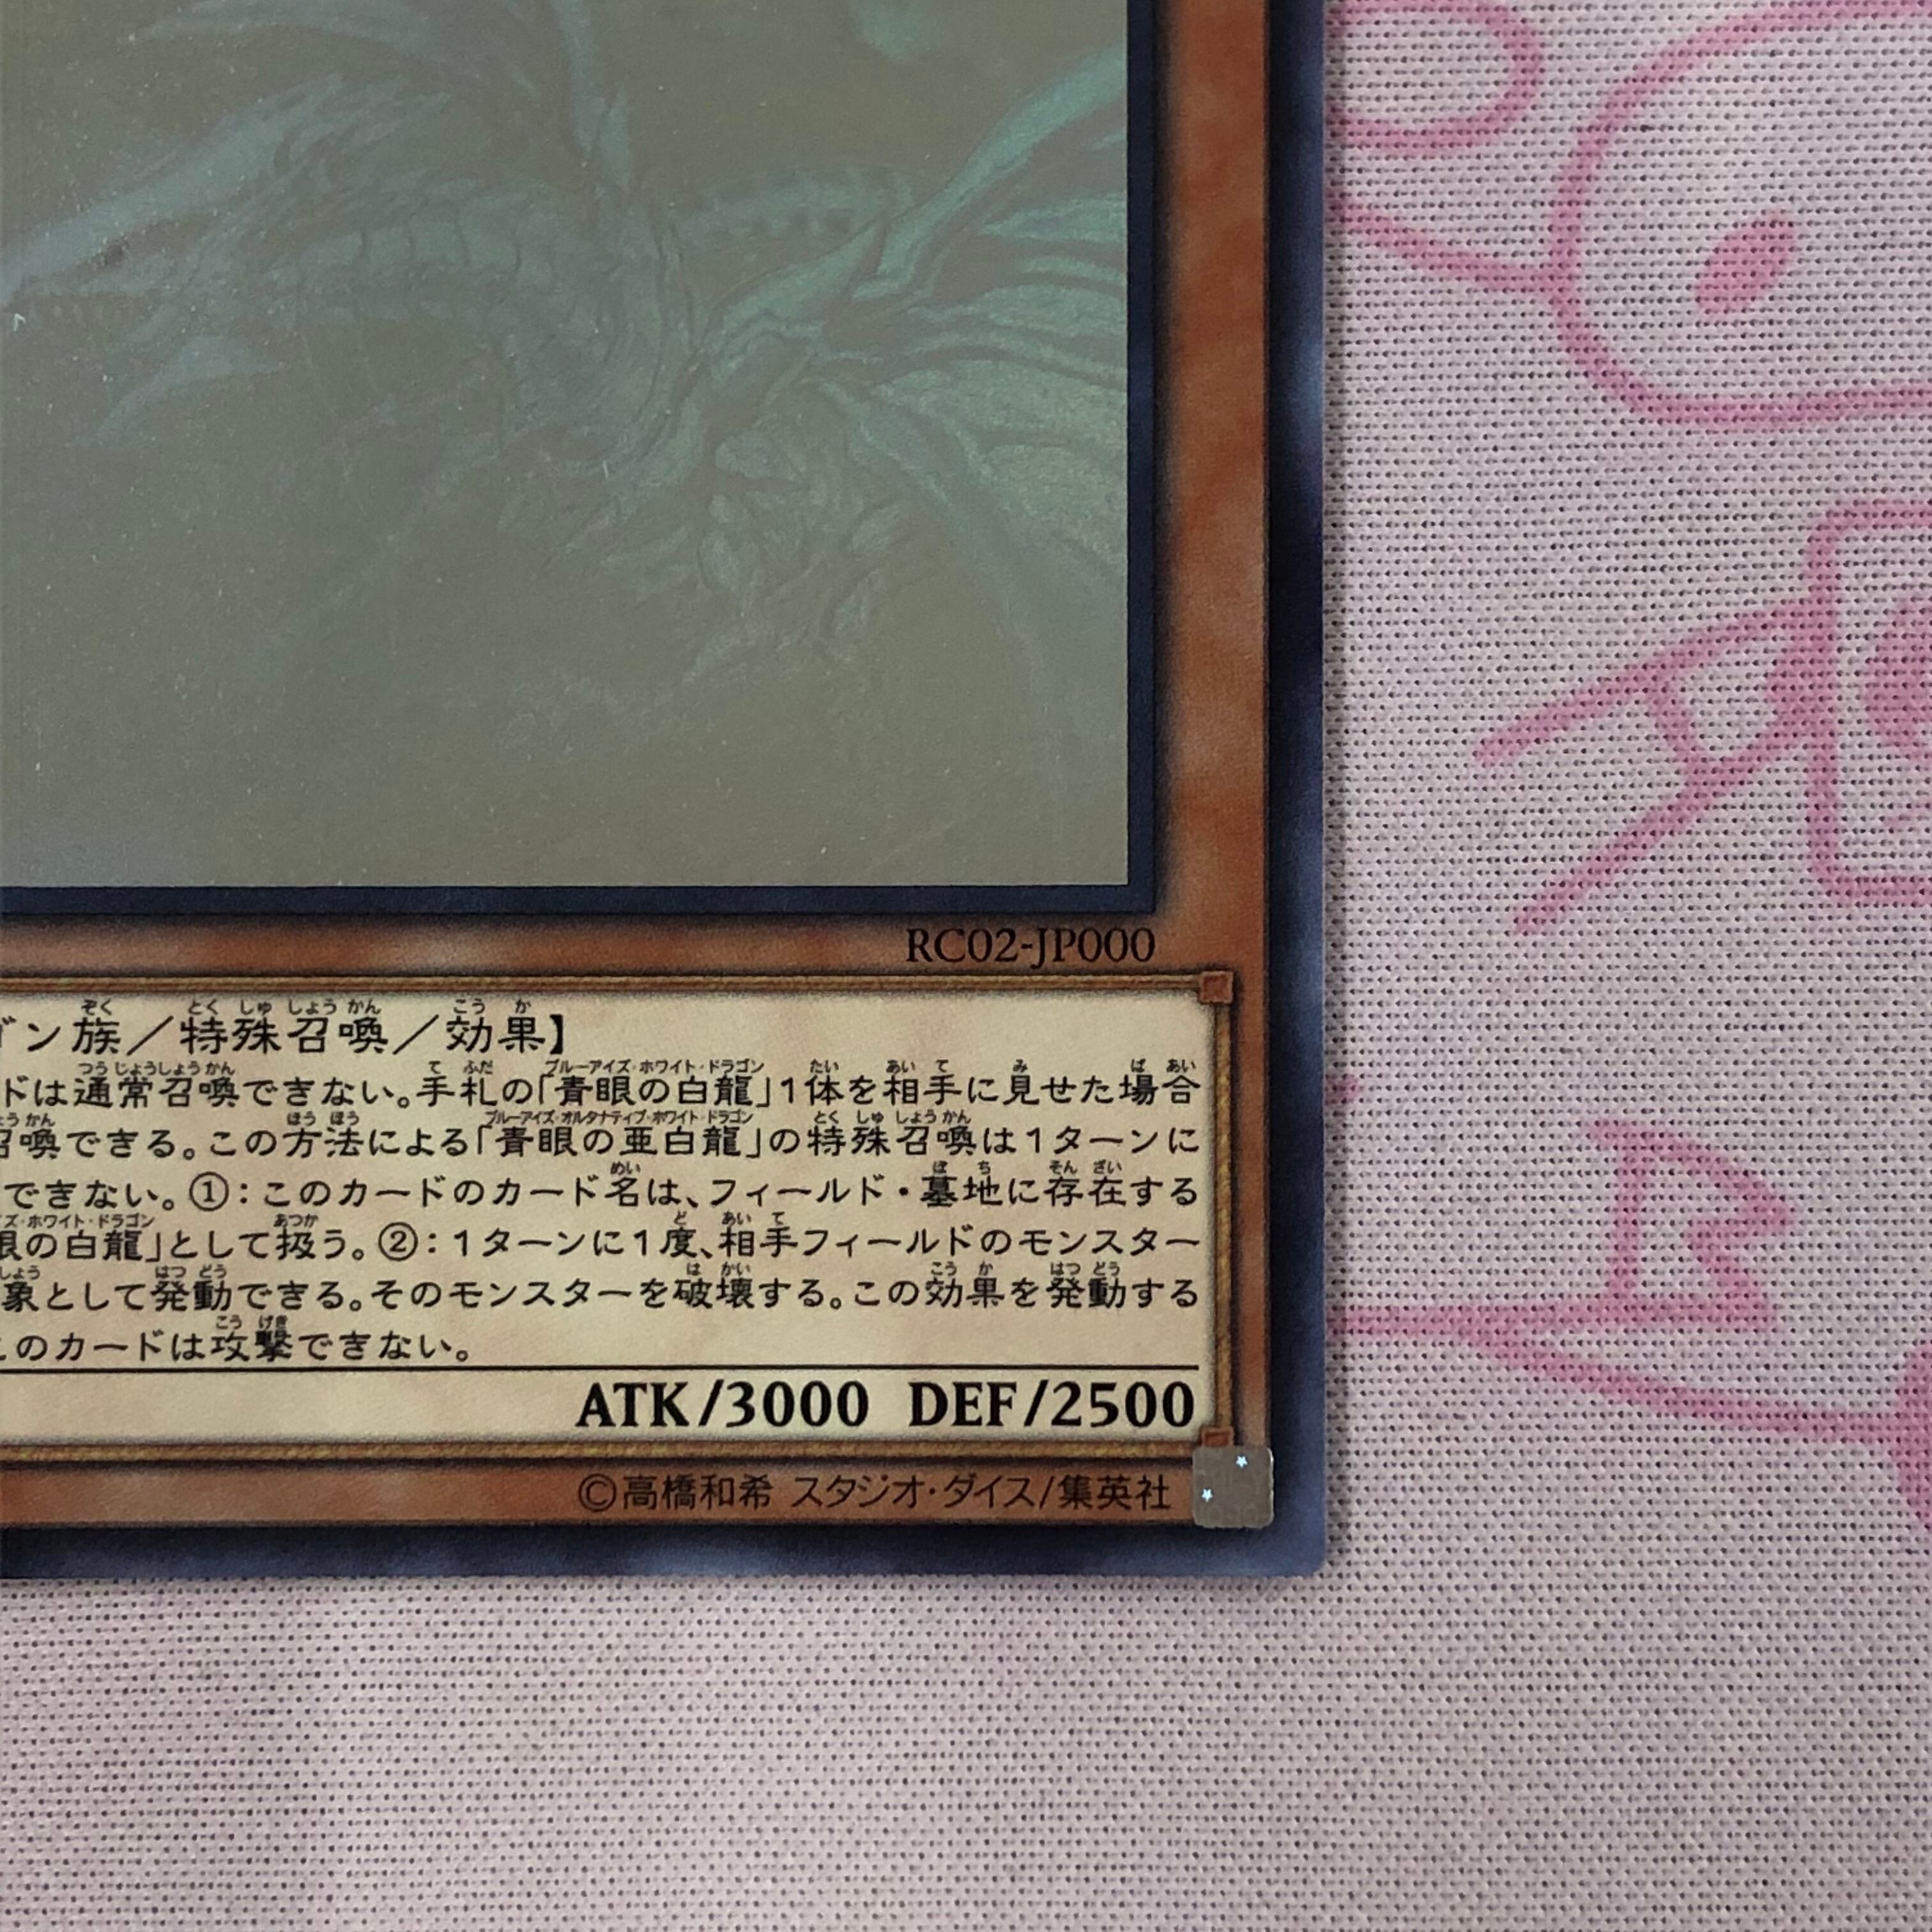 RC02-JP000
ゴン族／特殊召喚／効果】
ドは通常召喚できない。手札の「青眼の白龍」1体を相手に見せた場合
召喚できる。この方法による「青眼の亜白龍」の特殊召喚は1ターンに
できない。①：このカードのカード名は、フィールド・墓地に存在する
眼の白龍」として扱う。②：1ターンに1度、相手フィールドのモンスター
象として発動できる。そのモンスターを破壊する。この効果を発動する
このカードは攻撃できない。
ATK/3000 DEF/2500
©高橋和希 スタジオ・ダイス/集英社